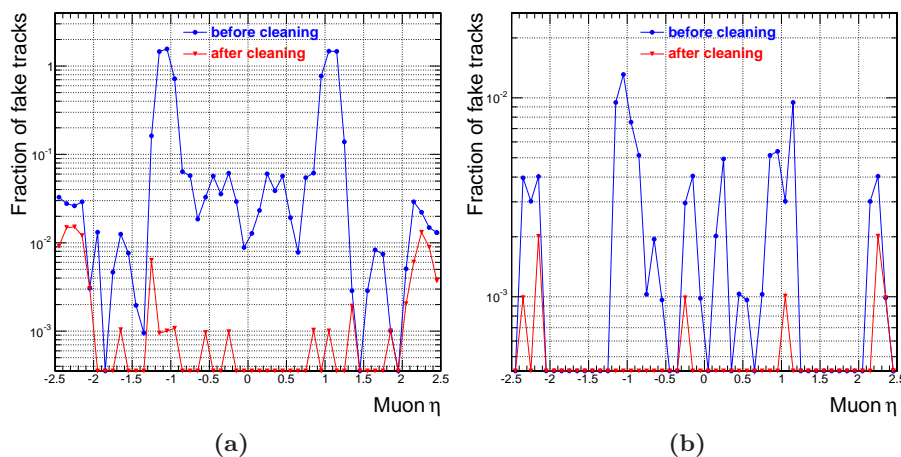 before cleaning
after cleaning
Fraction of fake tracks
1
10-1
10-2
10-3
-2.5 -2 -1.5 -1 -0.5 0 0.5 1 1.5 2 2.5
Muon η
(a)
before cleaning
after cleaning
Fraction of fake tracks
10-2
10-3
-2.5 -2 -1.5 -1 -0.5 0 0.5 1 1.5 2 2.5
Muon η
(b)